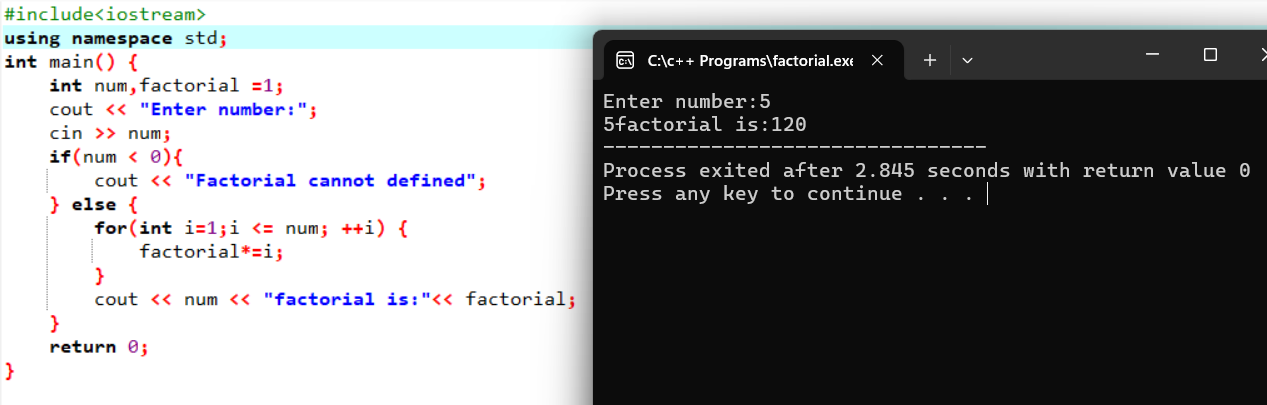 #include<iostream>
using namespace std;
int main() {
    int num,factorial =1;
    cout << "Enter number:";
    cin >> num;
    if(num < 0){
        cout << "Factorial cannot defined";
    } else {
        for(int i=1;i <= num; ++i) {
            factorial*=i;
        }
        cout << num << "factorial is:"<< factorial;
    }
    return 0;
}
C:\c++ Programs\factorial.exe
Enter number:5
5factorial is:120
--------------------------------
Process exited after 2.845 seconds with return value 0
Press any key to continue . . .